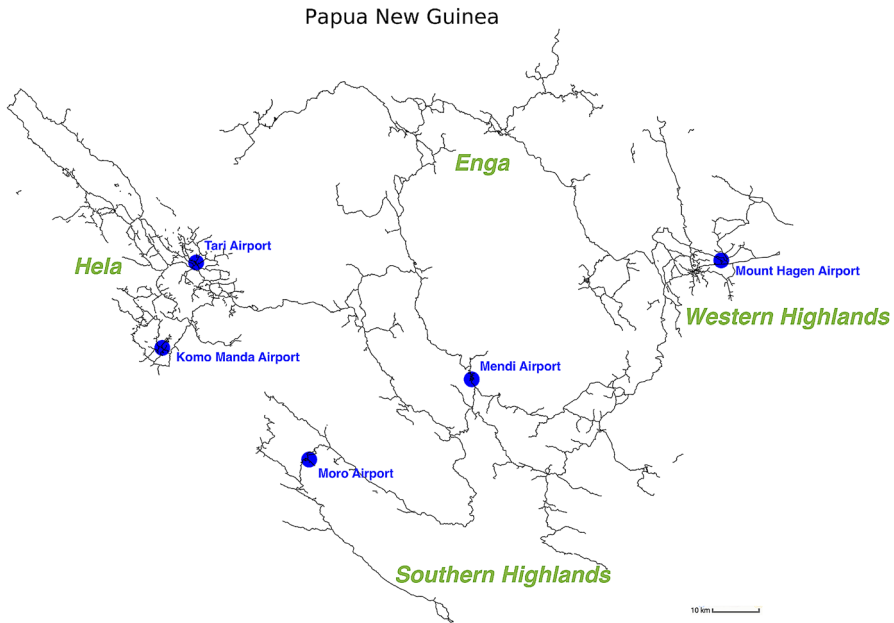 Papua New Guinea
Enga
Tari Airport
Hela
Mount Hagen Airport
Western Highlands
Komo Manda Airport
Mendi Airport
Moro Airport
Southern Highlands
10 km